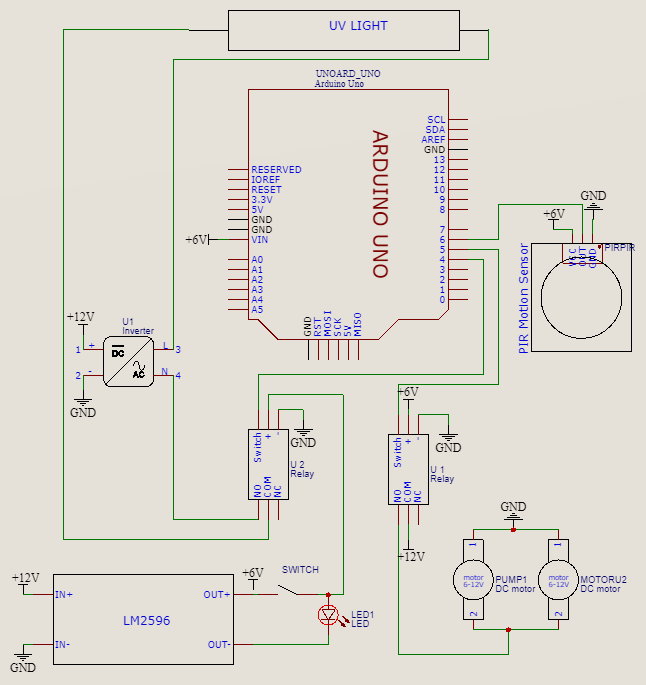 UV LIGHT
UNOARD_UNO
Arduino Uno
ARDUINO UNO
SCL
SDA
AREF
GND
13
12
11
10
9
8
7
6
5
4
3
2
1
0
RESERVED
IOREF
RESET
3.3V
5V
GND
GND
VIN
+6V
A0
A1
A2
A3
A4
A5
GND
RST
MOSI
SCK
5V
MISO
GND
+6V
PIRPIR
VCC
OUT
GND
PIR Motion Sensor
+12V
U1
Inverter
1
+
DC
L
3
2
-
AC
N
4
GND
GND
Switch
+
-
U 2
Relay
NO
COM
NC
+6V
GND
Switch
+
-
U 1
Relay
NO
COM
NC
+12V
GND
1
motor
6-12V
2
PUMP1
DC motor
1
motor
6-12V
2
MOTORU2
DC motor
+12V
IN+
LM2596
OUT+
+6V
SWITCH
LED1
LED
IN-
OUT-
GND